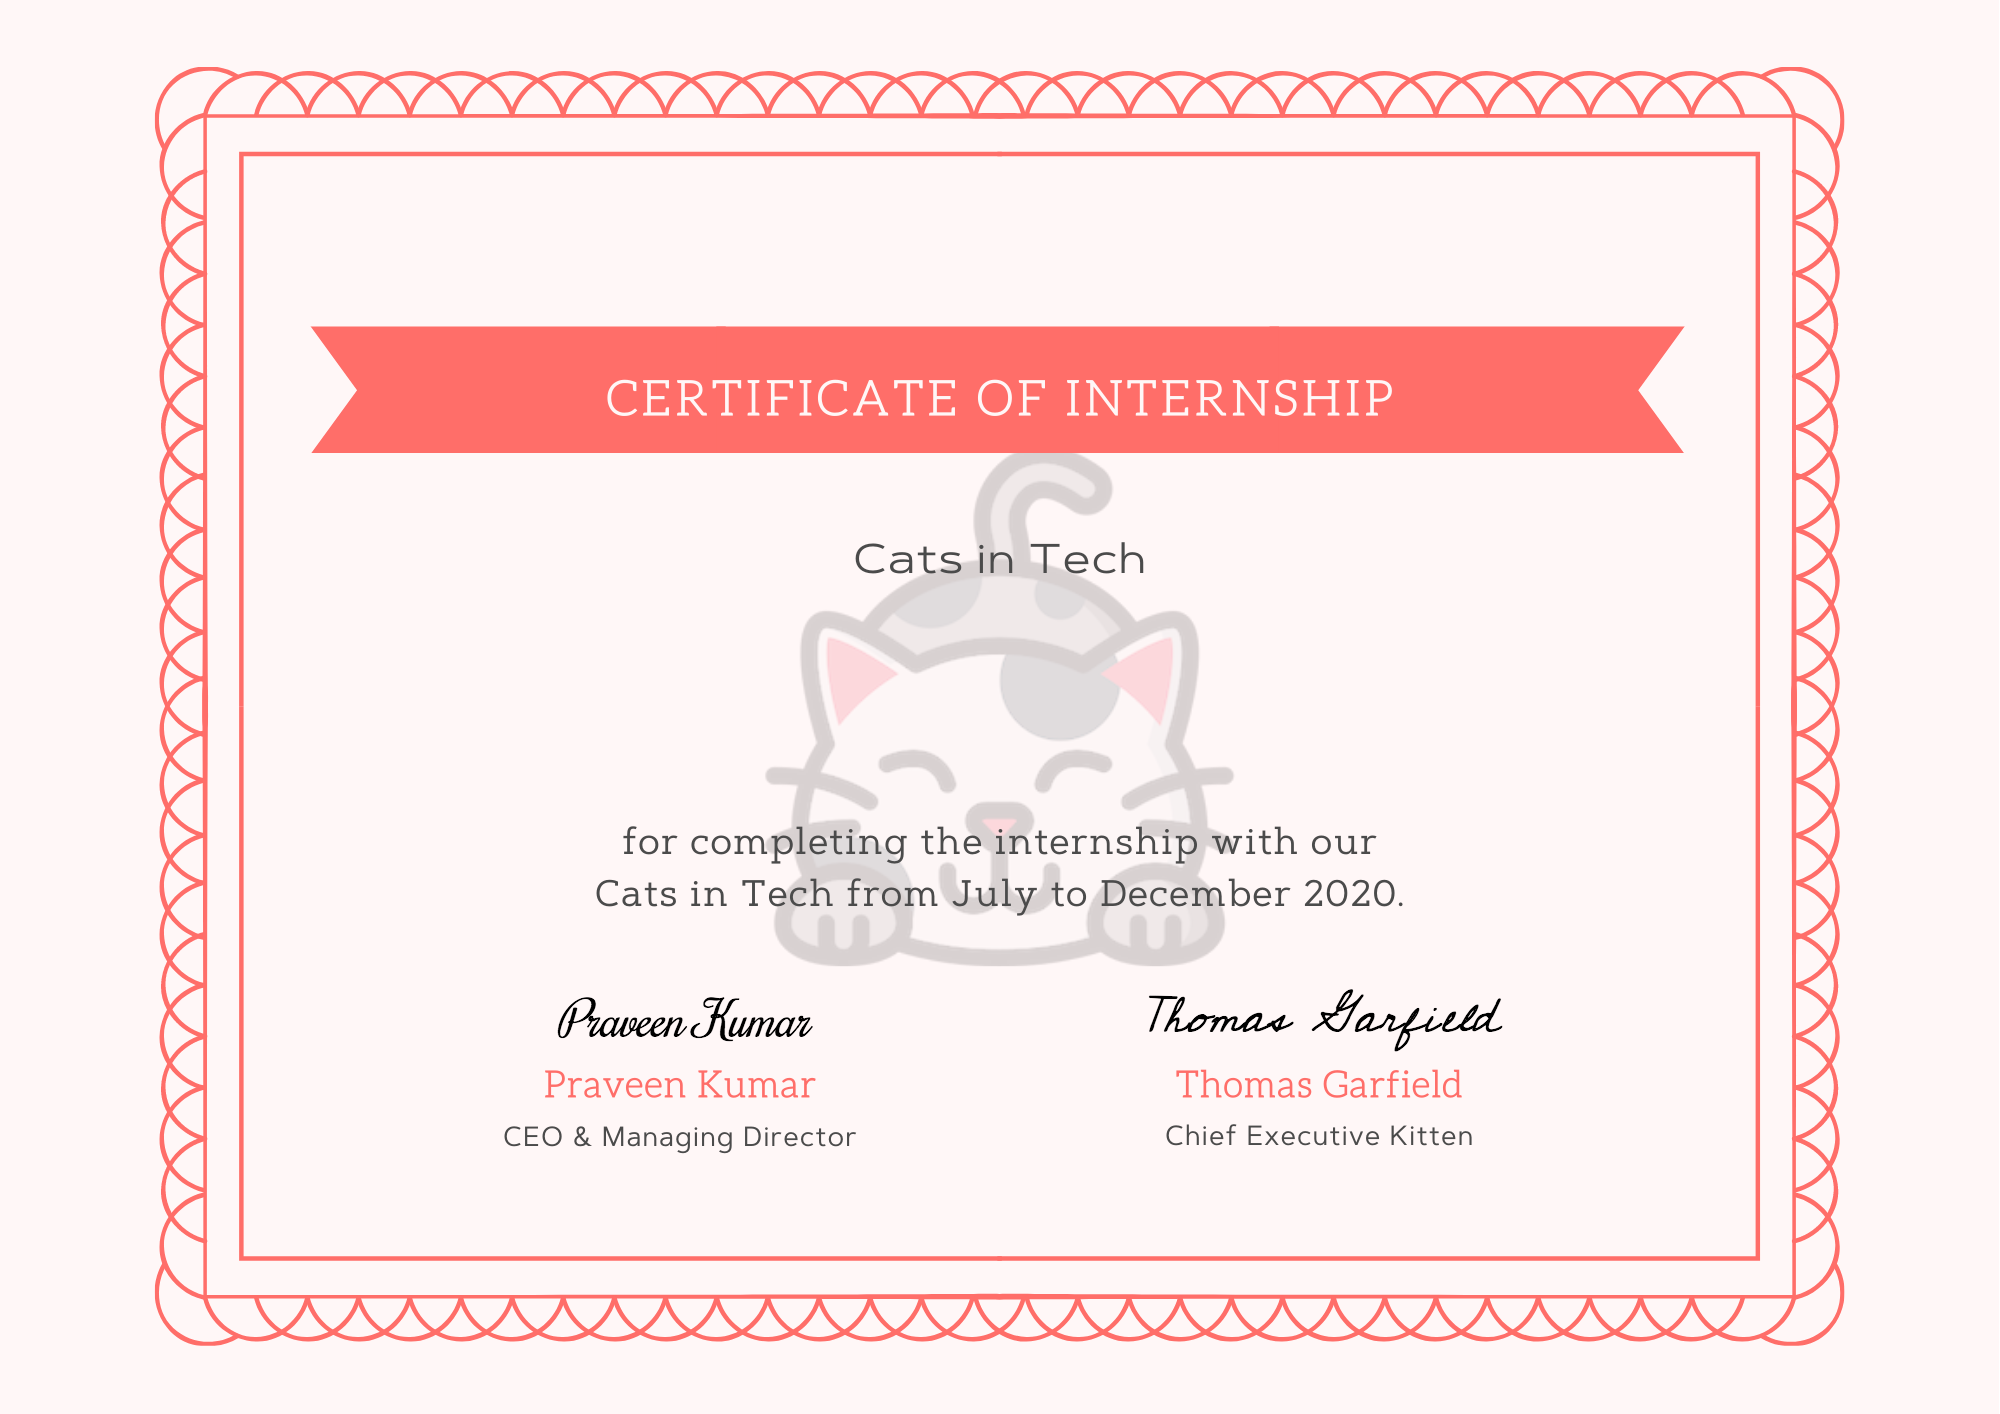 CERTIFICATE OF INTERNSHIP
Cats in Tech
for completing the internship with our
Cats in Tech from July to December 2020.
Praveen Kumar
Praveen Kumar
CEO & Managing Director
Thomas Garfield
Thomas Garfield
Chief Executive Kitten